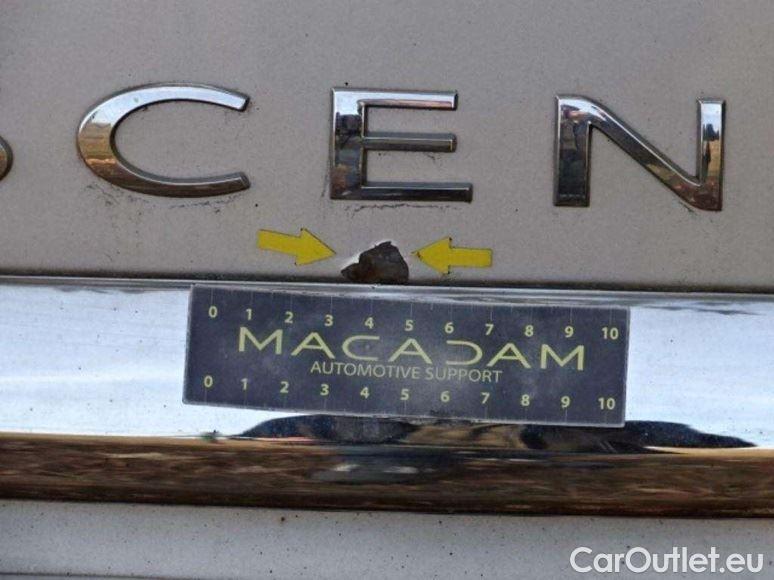 SCEN
0 1 2 3 4 5 6 7 8 9 10
MACADAM
AUTOMOTIVE SUPPORT
0 1 2 3 4 5 6 7 8 9 10
CarOutlet.eu